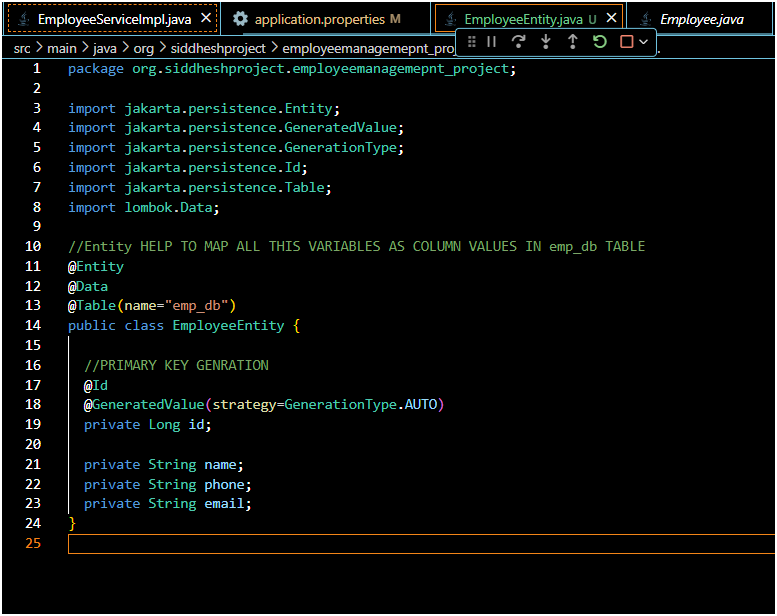 EmployeeServiceImpl.java
application.properties M
EmployeeEntity.java U
Employee.java
src > main > java > org > siddheshproject > employeemanagemepnt_pro
1 package org.siddheshproject.employeemanagemepnt_project;
2
3 import jakarta.persistence.Entity;
4 import jakarta.persistence.GeneratedValue;
5 import jakarta.persistence.GenerationType;
6 import jakarta.persistence.Id;
7 import jakarta.persistence.Table;
8 import lombok.Data;
9
10 //Entity HELP TO MAP ALL THIS VARIABLES AS COLUMN VALUES IN emp_db TABLE
11 @Entity
12 @Data
13 @Table(name="emp_db")
14 public class EmployeeEntity {
15
16 //PRIMARY KEY GENRATION
17 @Id
18 @GeneratedValue(strategy=GenerationType.AUTO)
19 private Long id;
20
21 private String name;
22 private String phone;
23 private String email;
24 }
25